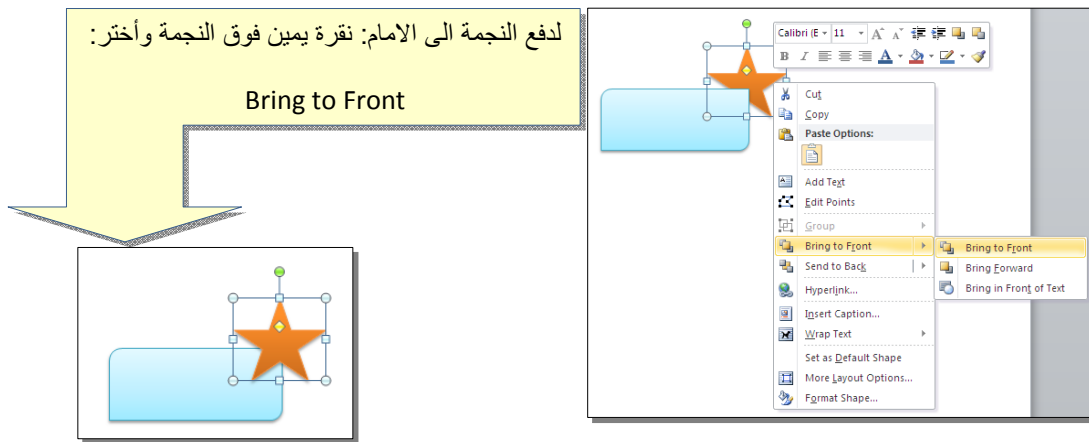 لدفع النجمة الى الامام: نقرة يمين فوق النجمة وأختر:
Bring to Front
Calibri (E 11 A A
B I A
Cut
Copy
Paste Options:
Add Text
Edit Points
Group
Bring to Front
Send to Back
Hyperlink...
Insert Caption...
Wrap Text
Set as Default Shape
More Layout Options...
Format Shape...
Bring to Front
Bring Forward
Bring in Front of Text